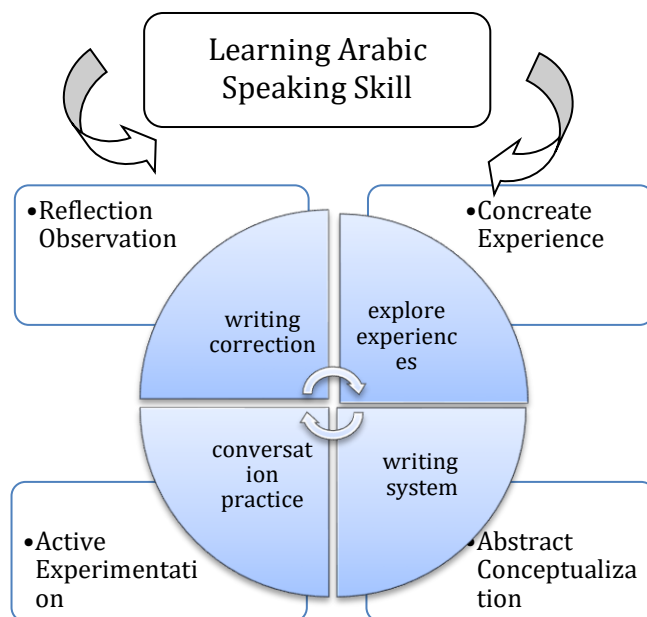 Learning Arabic
Speaking Skill
•Reflection
Observation
•Concreate
Experience
writing
correction
explore
experienc
es
conversat
ion
practice
writing
system
•Active
Experimentati
on
•Abstract
Conceptualiza
tion